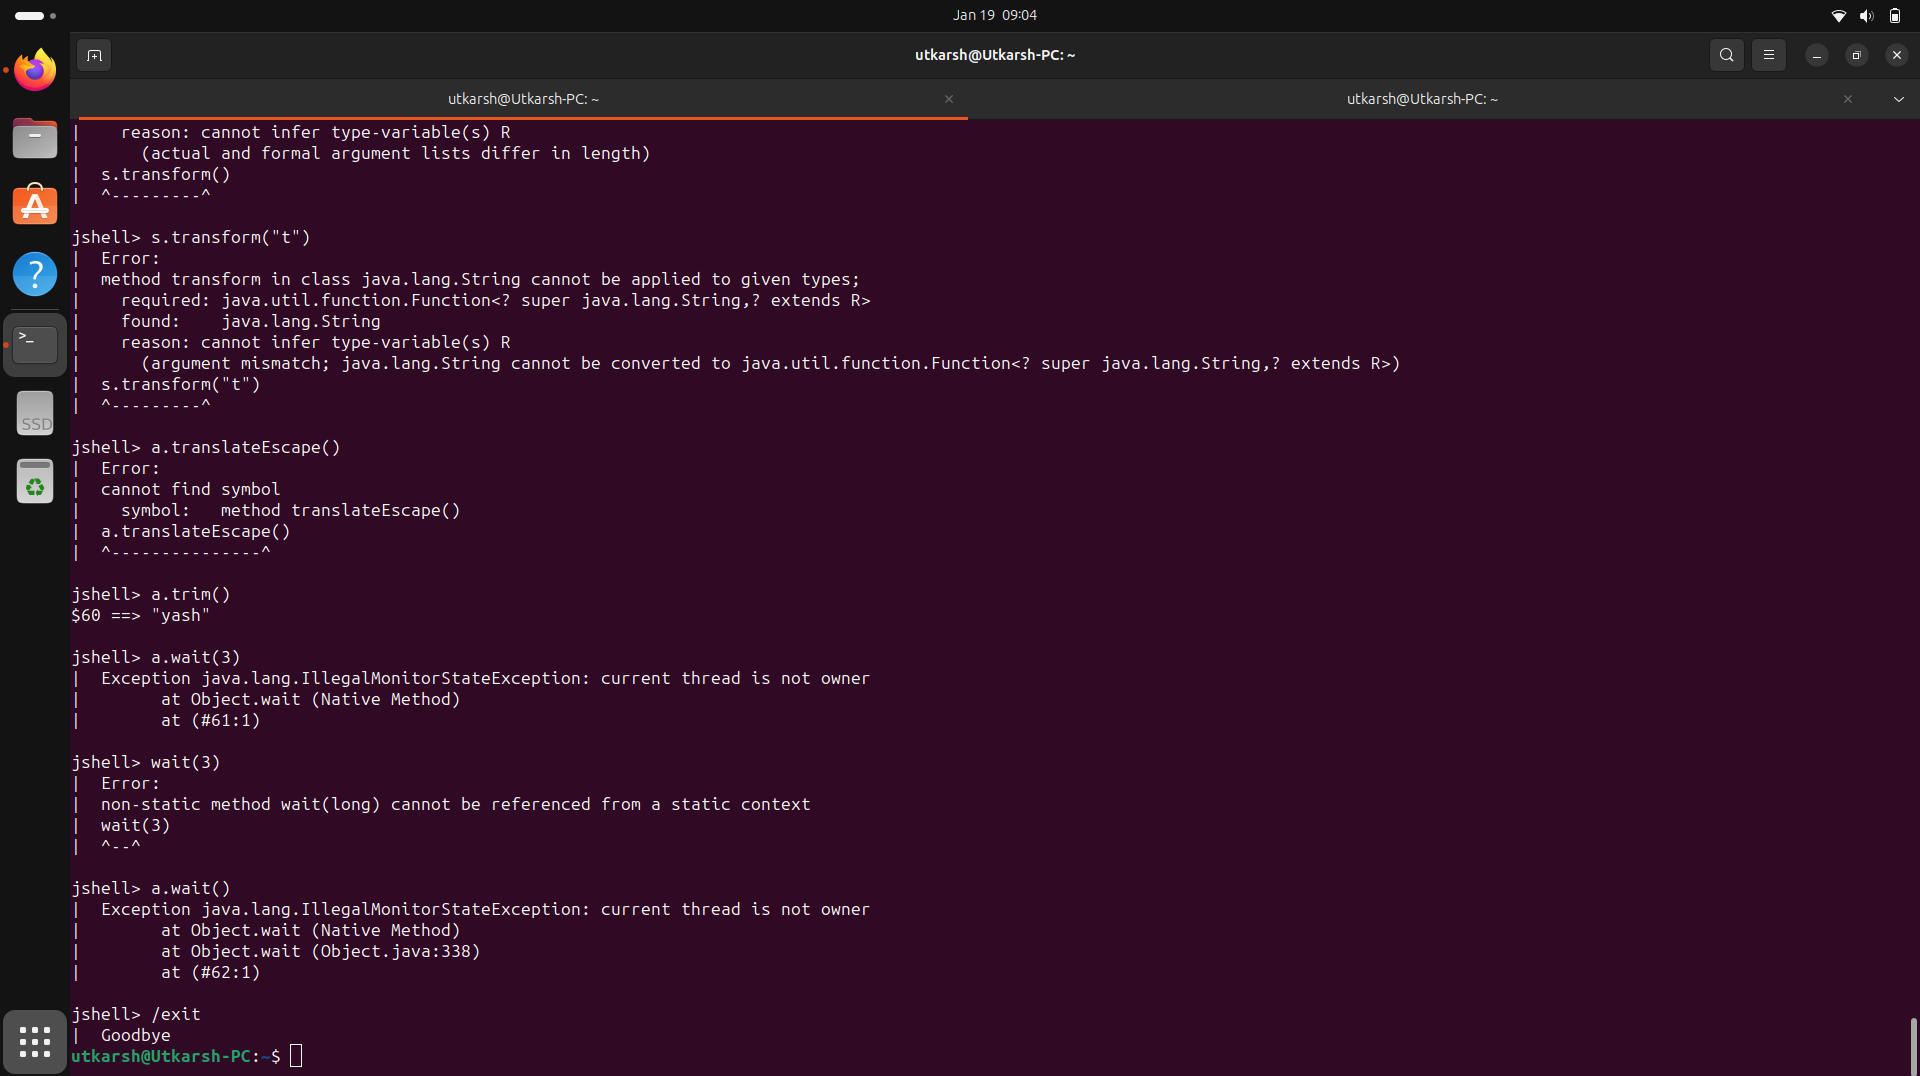 Jan 19 09:04
utkarsh@Utkarsh-PC: ~
utkarsh@Utkarsh-PC: ~
utkarsh@Utkarsh-PC: ~
|    reason: cannot infer type-variable(s) R
|      (actual and formal argument lists differ in length)
|  s.transform()
|  ^---------^
jshell> s.transform("t")
|  Error:
|  method transform in class java.lang.String cannot be applied to given types;
|    required: java.util.function.Function<? super java.lang.String,? extends R>
|    found:    java.lang.String
|    reason: cannot infer type-variable(s) R
|      (argument mismatch; java.lang.String cannot be converted to java.util.function.Function<? super java.lang.String,? extends R>)
|  s.transform("t")
|  ^---------^
jshell> a.translateEscape()
|  Error:
|  cannot find symbol
|    symbol:   method translateEscape()
|  a.translateEscape()
|  ^---------------^
jshell> a.trim()
$60 ==> "yash"
jshell> a.wait(3)
|  Exception java.lang.IllegalMonitorStateException: current thread is not owner
|        at Object.wait (Native Method)
|        at (#61:1)
jshell> wait(3)
|  Error:
|  non-static method wait(long) cannot be referenced from a static context
|  wait(3)
|  ^--^
jshell> a.wait()
|  Exception java.lang.IllegalMonitorStateException: current thread is not owner
|        at Object.wait (Native Method)
|        at Object.wait (Object.java:338)
|        at (#62:1)
jshell> /exit
|  Goodbye
utkarsh@Utkarsh-PC:~$
SSD